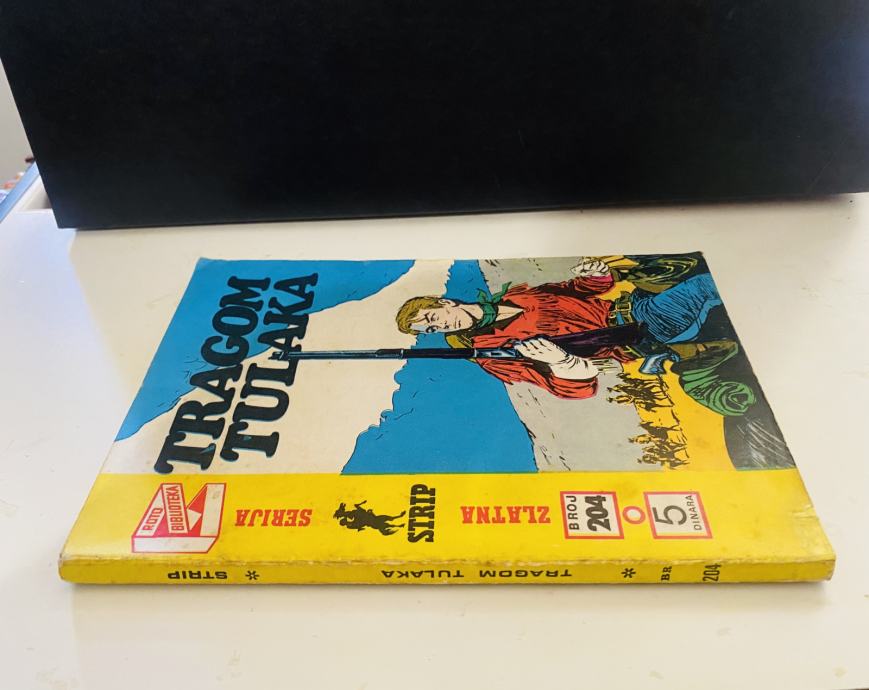 TRAGOM
TULAKA
ROTO
BIBLIOTEKA
ZLATNA
STRIP
SERIJA
BROJ
204
5
DINARA
STRIP * TRAGOM TULAKA * BR 204